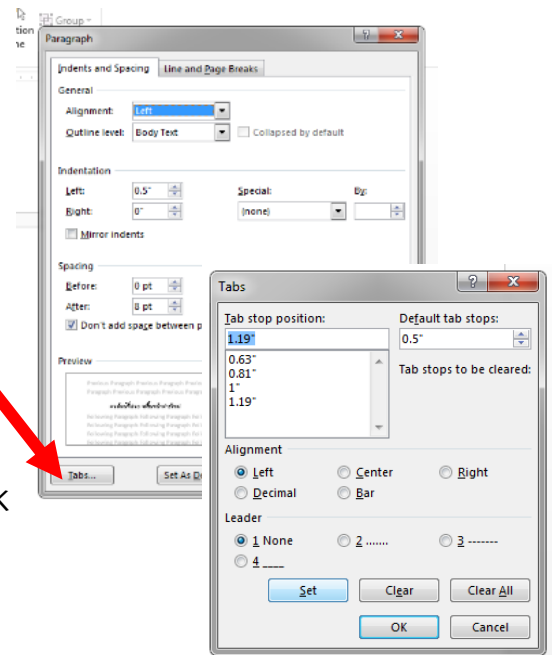 Group
tion
ne
Paragraph
Indents and Spacing
Line and Page Breaks
General
Alignment:
Left
Outline level:
Body Text
Collapsed by default
Indentation
Left:
0.5"
Special:
By:
Right:
0"
(none)
Mirror indents
Spacing
Before:
0 pt
After:
8 pt
Don't add space between p
Preview
Tabs...
Set As D
K
Tabs
Tab stop position:
Default tab stops:
1.19"
0.5"
0.63"
Tab stops to be cleared:
0.81"
1"
1.19"
Alignment
Left
Center
Right
Decimal
Bar
Leader
1 None
2 .......
3 -------
4 ____
Set
Clear
Clear All
OK
Cancel